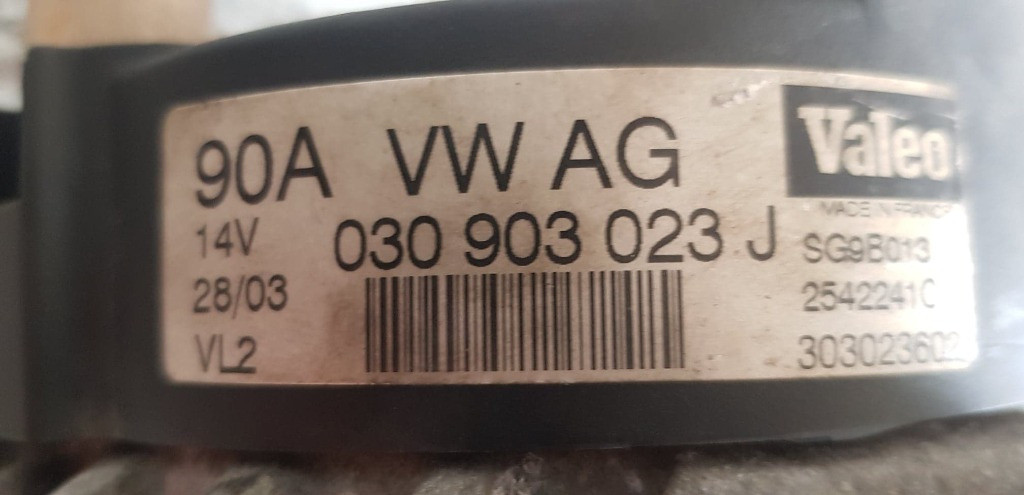 90A VW AG
Valeo
MADE IN FRANCE
14V 030 903 023 J
SG9B013
28/03
2542241C
VL2
303023602